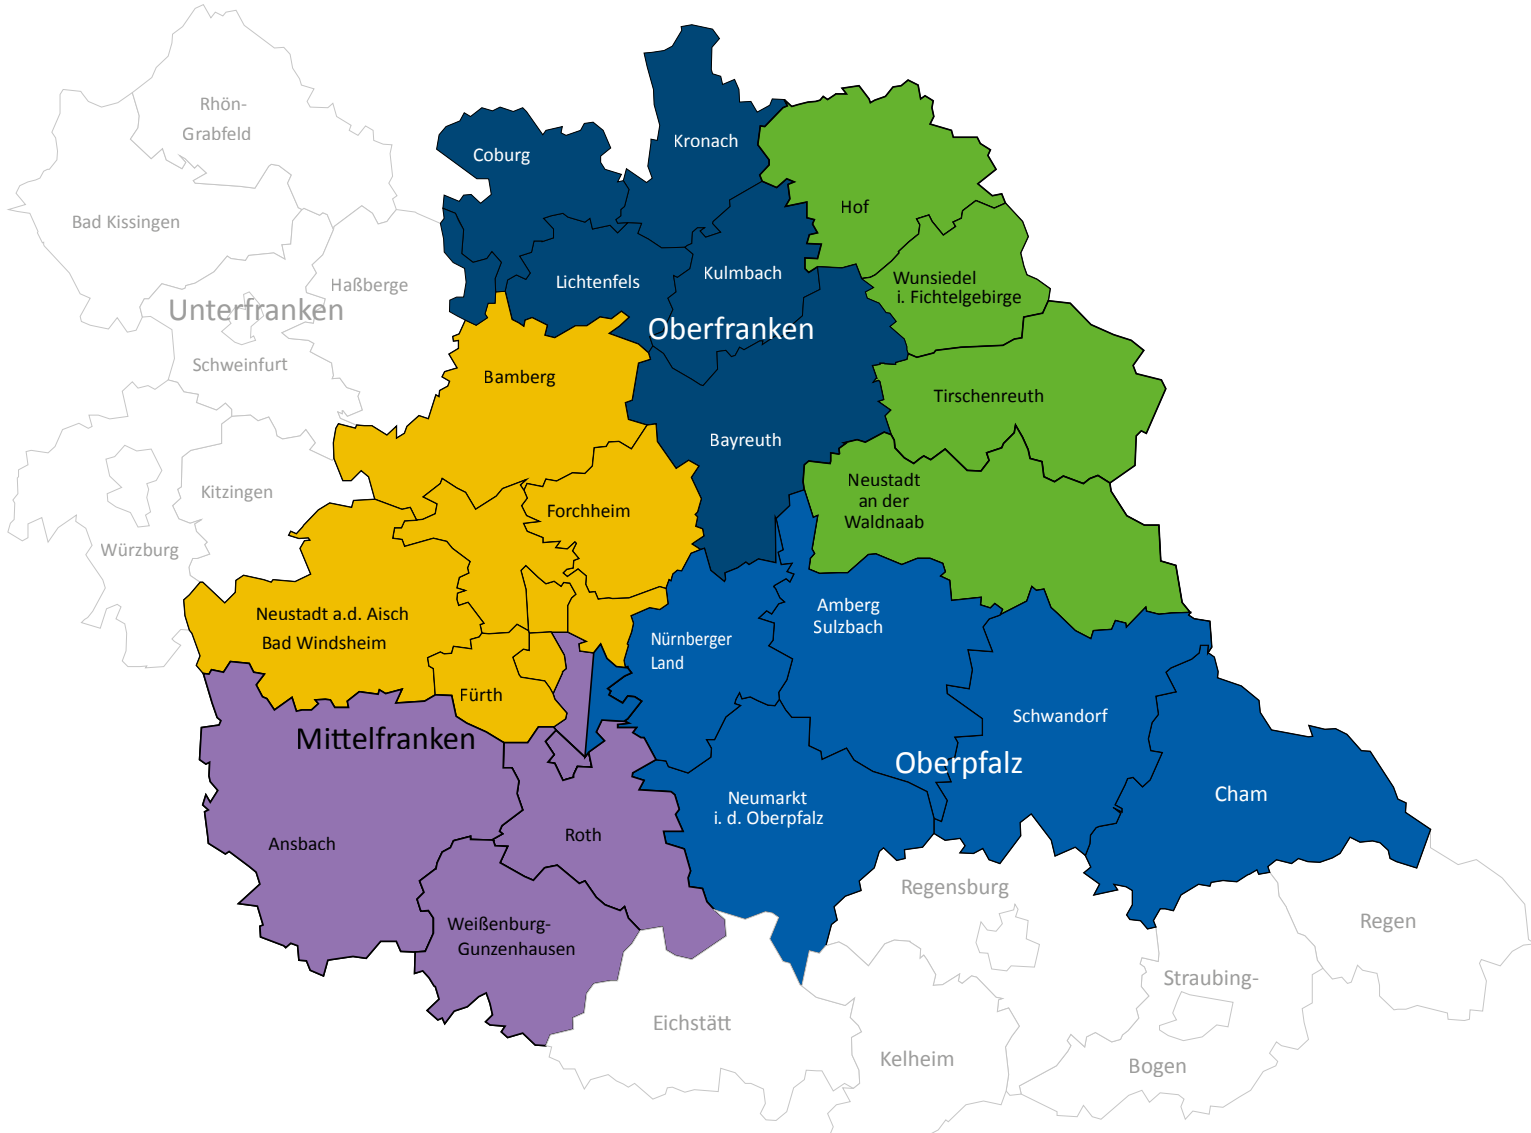 Rhön-
Grabfeld
Kronach
Coburg
Hof
Bad Kissingen
Haßberge
Lichtenfels
Kulmbach
Wunsiedel
i. Fichtelgebirge
Unterfranken
Oberfranken
Schweinfurt
Bamberg
Tirschenreuth
Bayreuth
Kitzingen
Forchheim
Neustadt
an der
Waldnaab
Würzburg
Neustadt a.d. Aisch
Bad Windsheim
Amberg
Sulzbach
Nürnberger
Land
Fürth
Schwandorf
Mittelfranken
Oberpfalz
Neumarkt
i. d. Oberpfalz
Cham
Ansbach
Roth
Regensburg
Weißenburg-
Gunzenhausen
Regen
Straubing-
Eichstätt
Kelheim
Bogen